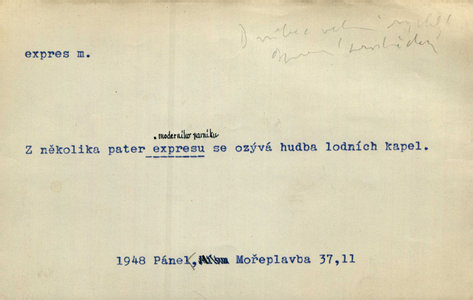 expres m.
moderního parníku
Z několika pater expresu se ozývá hudba lodních kapel.
1948 Pánek, Mořeplavba 37,11